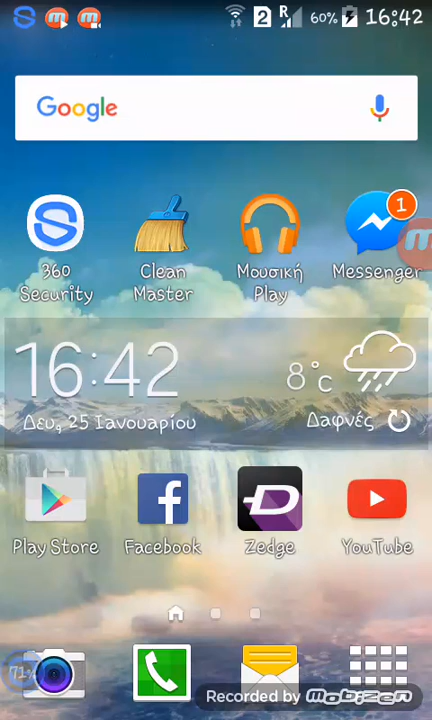 2 R 60% 16:42
Google
1
360 Security
Clean Master
Μουσική Play
Messenger
16:42
8°c
Δευ, 25 Ιανουαρίου
Δαφνές
Play Store
Facebook
Zedge
YouTube
71%
Recorded by mobizen